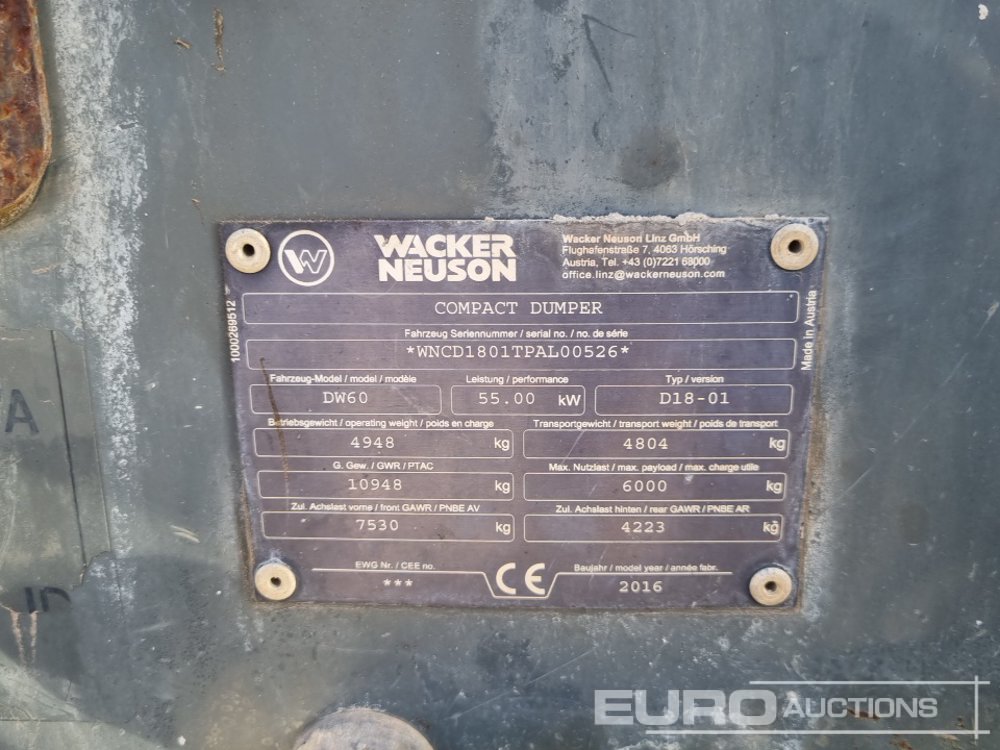 WACKER
NEUSON
Wacker Neuson Linz GmbH
Flughafenstraße 7, 4063 Hörsching
Austria, Tel. +43 (0)7221 63000
office.linz@wackerneuson.com
COMPACT DUMPER
1000269512
Made in Austria
Fahrzeug Seriennummer / serial no. / no. de série
*WNCD1801TPAL00526*
Fahrzeug-Model / model / modèle
DW60
Leistung / performance
55.00 kW
Typ / version
D18-01
Betriebsgewicht / operating weight / poids en charge
4948 kg
Transportgewicht / transport weight / poids de transport
4804 kg
G. Gew. / GWR / PTAC
10948 kg
Max. Nutzlast / max. payload / max. charge utile
6000 kg
Zul. Achslast vorne / front GAWR / PNBE AV
7530 kg
Zul. Achslast hinten / rear GAWR / PNBE AR
4223 kg
EWG Nr. / CEE no.
***
CE
Baujahr / model year / année fabr.
2016
EURO AUCTIONS